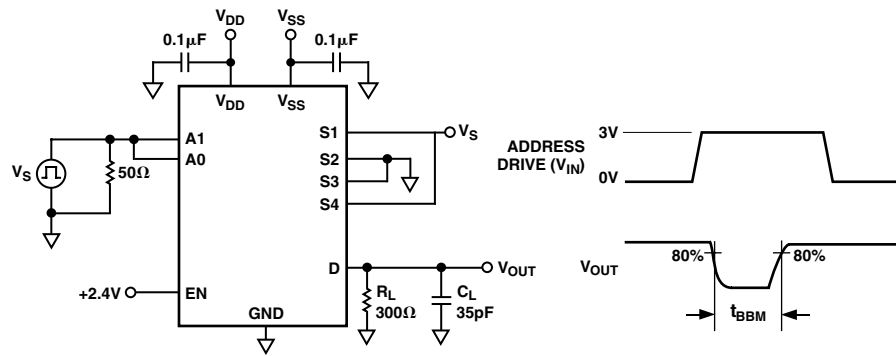 V_DD V_SS
0.1µF 0.1µF
V_DD V_SS
A1
A0
V_S
50Ω
S1
S2
S3
S4
V_S
D
V_OUT
+2.4V
EN
GND
R_L
300Ω
C_L
35pF
ADDRESS
DRIVE (V_IN)
3V
0V
V_OUT
80% 80%
t_BBM